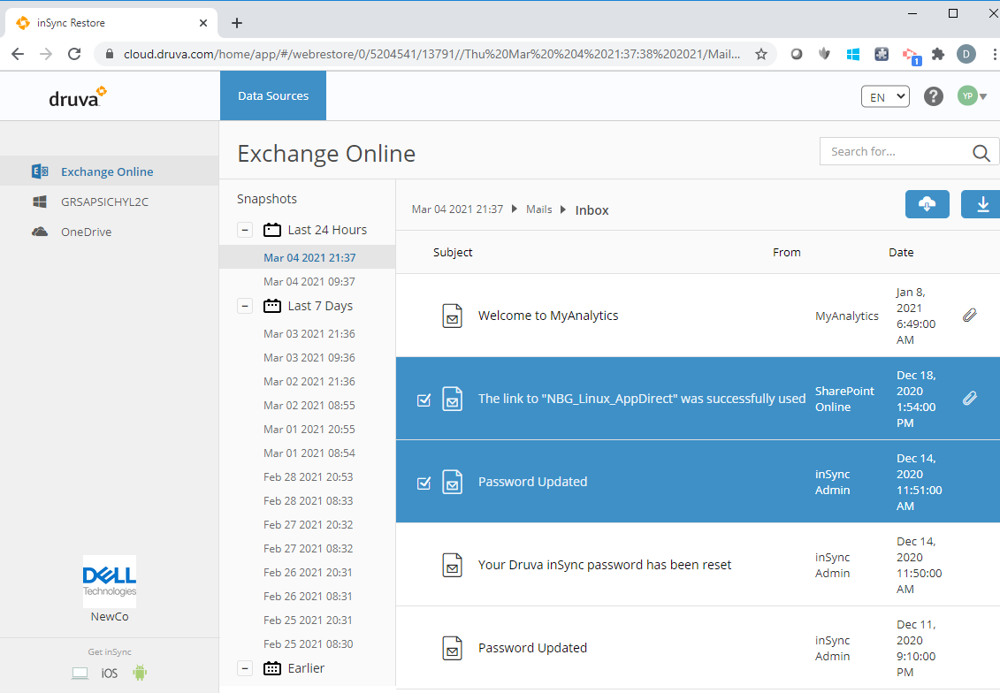 inSync Restore
cloud.druva.com/home/app/#/webrestore/0/5204541/13791//Thu%20Mar%20%204%2021:37:38%202021/Mail...
1
D
druva
Data Sources
EN
?
YP
Exchange Online
GRSAPSICHYL2C
OneDrive
DELL
Technologies
NewCo
Get inSync
iOS
Exchange Online
Search for...
Snapshots
Last 24 Hours
Mar 04 2021 21:37
Mar 04 2021 09:37
Last 7 Days
Mar 03 2021 21:36
Mar 03 2021 09:36
Mar 02 2021 21:36
Mar 02 2021 08:55
Mar 01 2021 20:55
Mar 01 2021 08:54
Feb 28 2021 20:53
Feb 28 2021 08:33
Feb 27 2021 20:32
Feb 27 2021 08:32
Feb 26 2021 20:31
Feb 26 2021 08:31
Feb 25 2021 20:31
Feb 25 2021 08:30
Earlier
Mar 04 2021 21:37 Mails Inbox
Subject From Date
Welcome to MyAnalytics
MyAnalytics
Jan 8,
2021
6:49:00
AM
The link to "NBG_Linux_AppDirect" was successfully used
SharePoint
Online
Dec 18,
2020
1:54:00
PM
Password Updated
inSync
Admin
Dec 14,
2020
11:51:00
AM
Your Druva inSync password has been reset
inSync
Admin
Dec 14,
2020
11:50:00
AM
Password Updated
inSync
Admin
Dec 11,
2020
9:10:00
PM